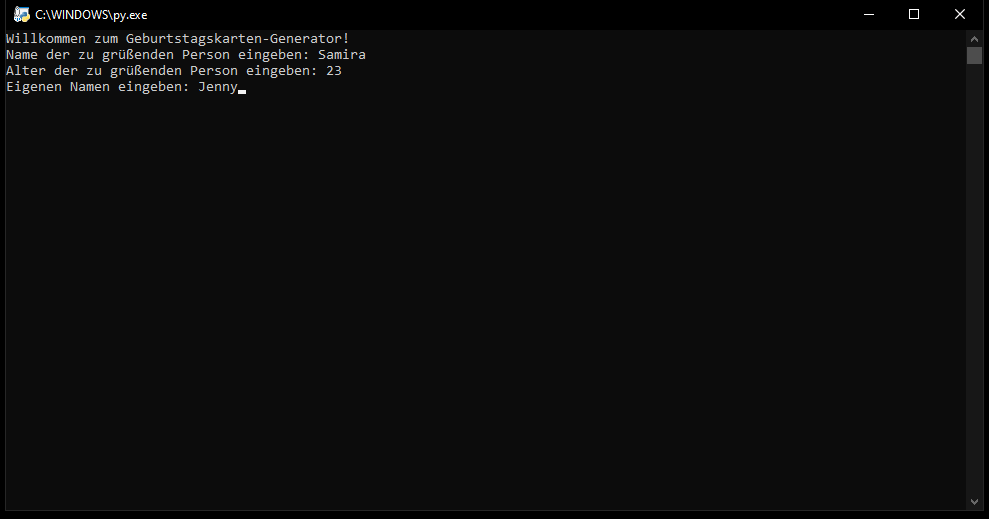 C:\WINDOWS\py.exe
Willkommen zum Geburtstagskarten-Generator!
Name der zu grüßenden Person eingeben: Samira
Alter der zu grüßenden Person eingeben: 23
Eigenen Namen eingeben: Jenny